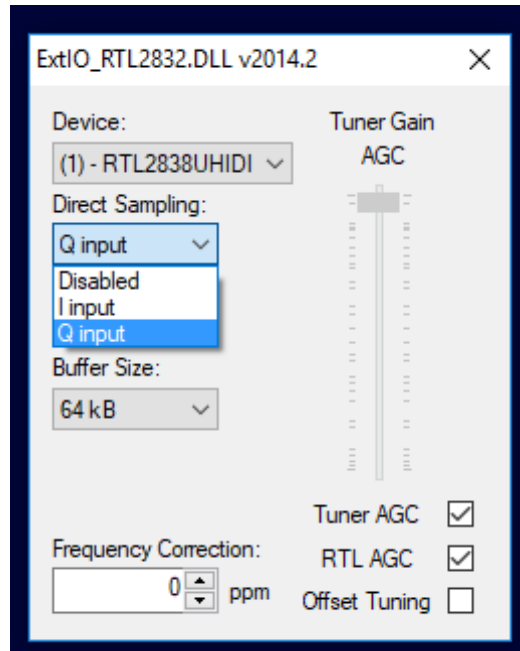 ExtIO_RTL2832.DLL v2014.2
Device:
(1) - RTL2838UHIDI
Direct Sampling:
Q input
Disabled
I input
Q input
Buffer Size:
64 kB
Tuner Gain
AGC
Tuner AGC
RTL AGC
Offset Tuning
Frequency Correction:
0 ppm